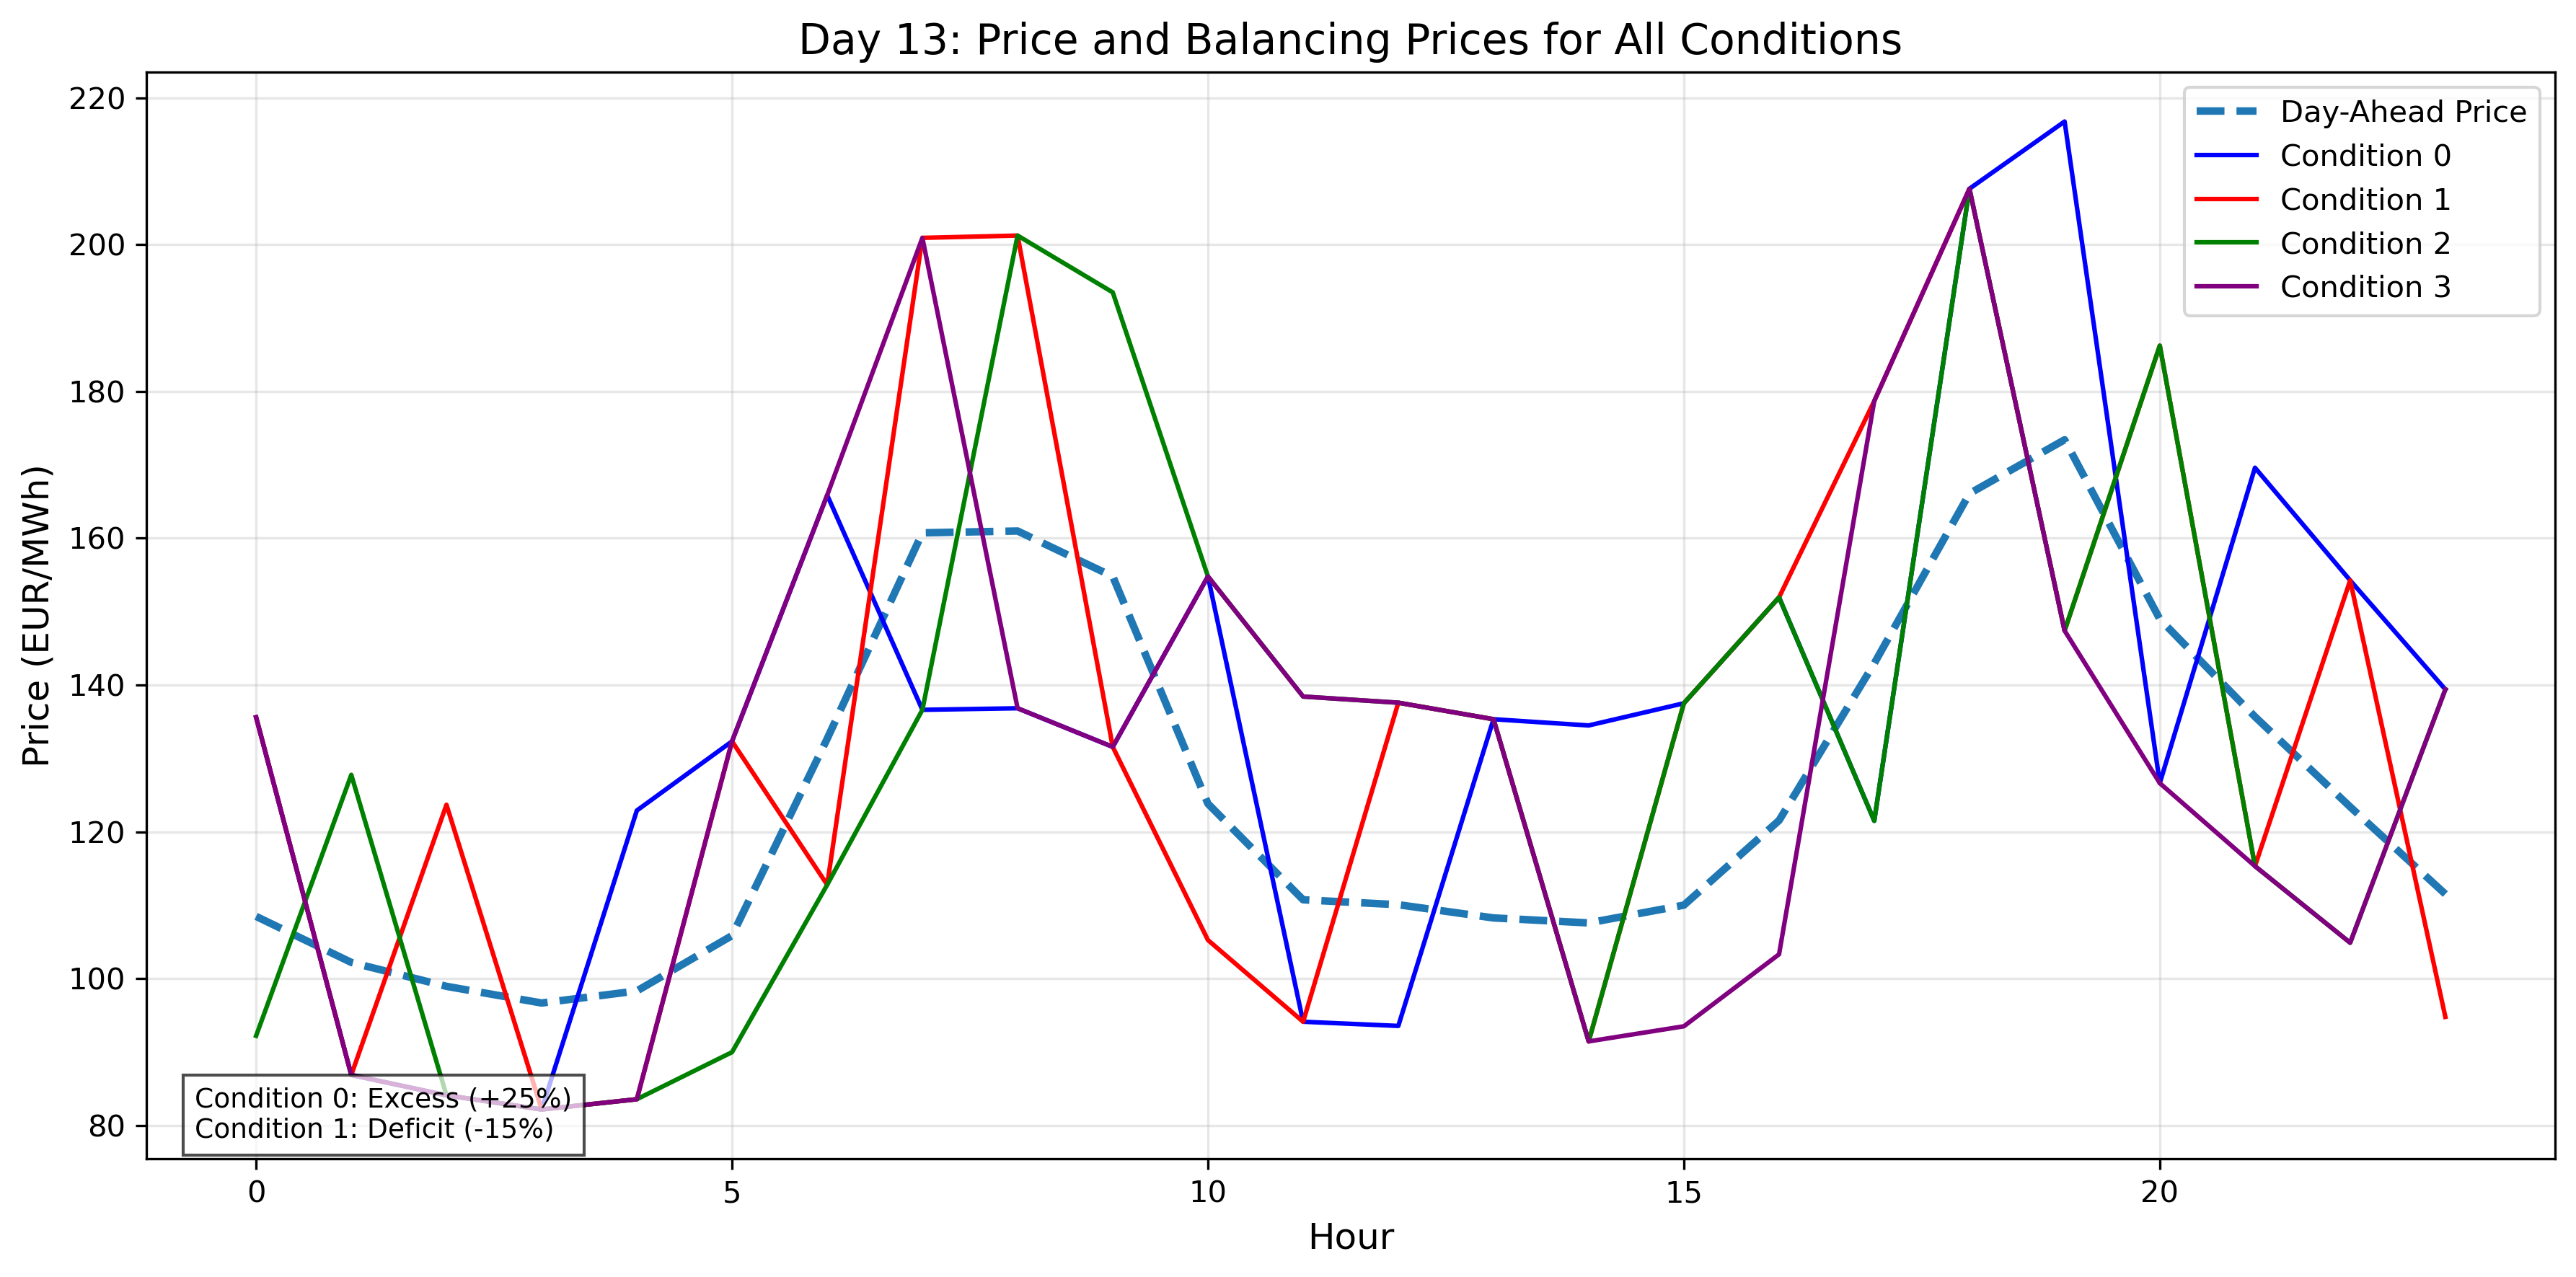 Day 13: Price and Balancing Prices for All Conditions
220
200
180
160
140
120
100
80
Price (EUR/MWh)
Day-Ahead Price
Condition 0
Condition 1
Condition 2
Condition 3
Condition 0: Excess (+25%)
Condition 1: Deficit (-15%)
0 5 10 15 20
Hour